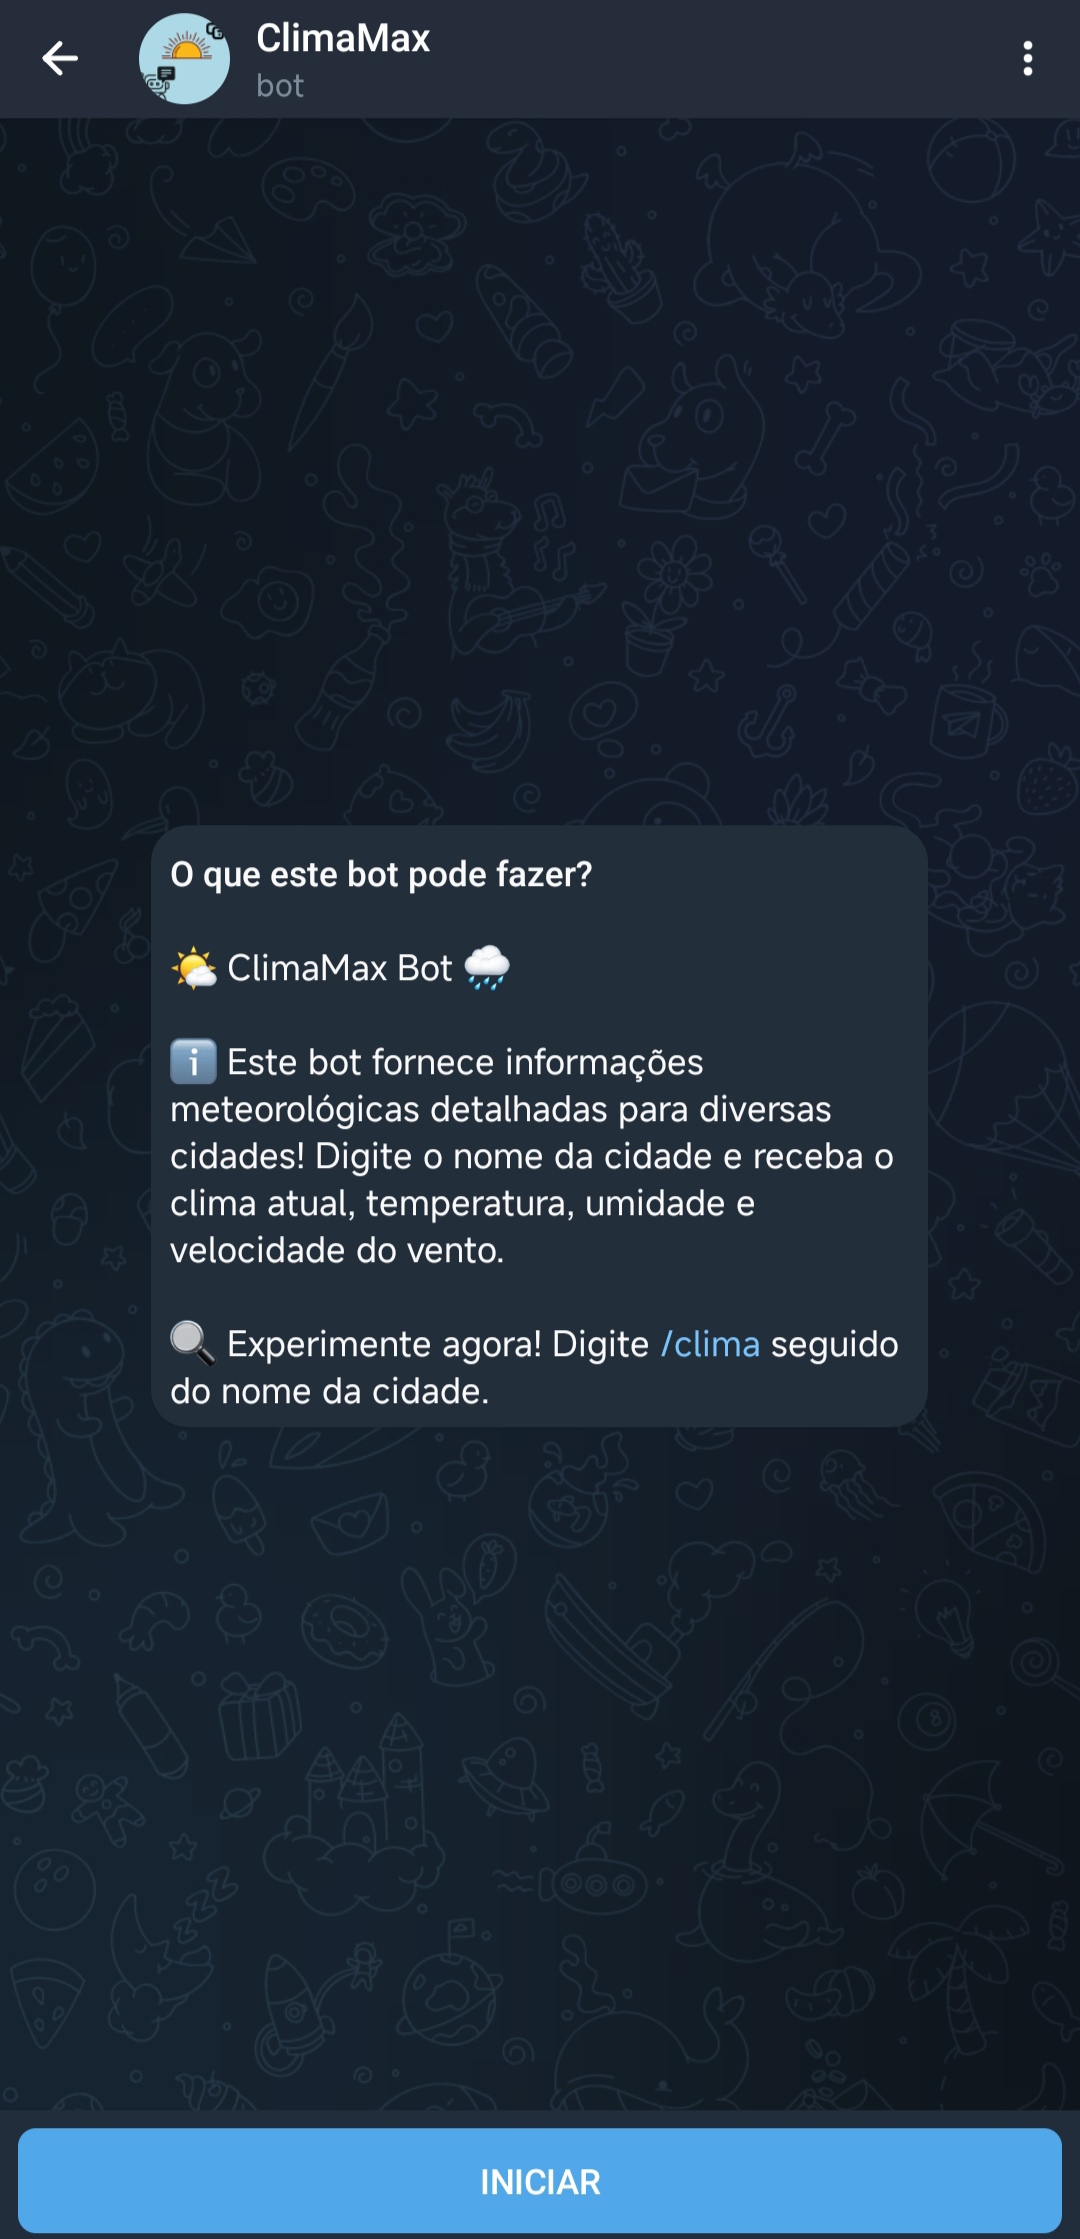 ClimaMax
bot
O que este bot pode fazer?
🌤 ClimaMax Bot 🌧
ℹ️ Este bot fornece informações
meteorológicas detalhadas para diversas
cidades! Digite o nome da cidade e receba o
clima atual, temperatura, umidade e
velocidade do vento.
🔍 Experimente agora! Digite /clima seguido
do nome da cidade.
INICIAR